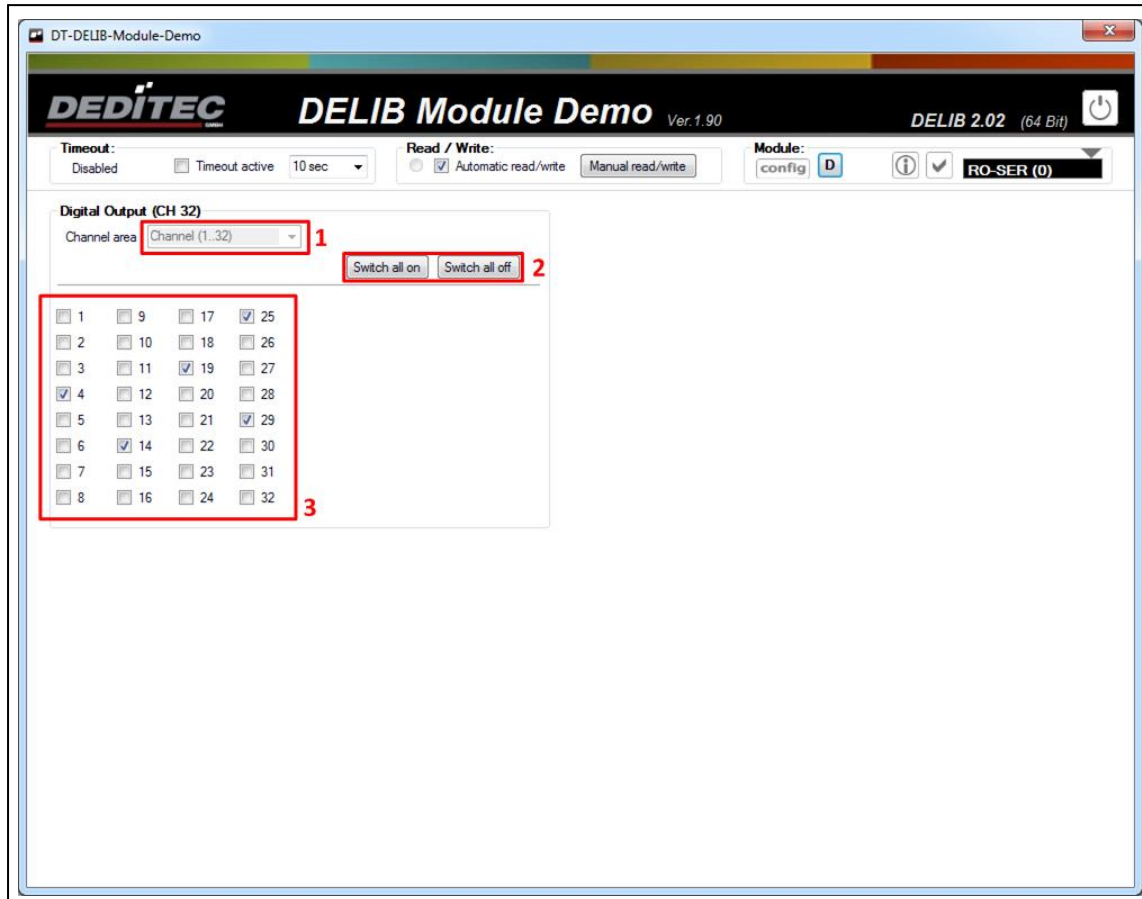 DT-DELIB-Module-Demo
DEDITEC GMBH DELIB Module Demo Ver. 1.90 DELIB 2.02 (64 Bit)
Timeout: Read / Write: Module:
Disabled Timeout active 10 sec Automatic read/write Manual read/write config D RO-SER (0)
Digital Output (CH 32)
Channel area Channel (1..32) 1
Switch all on Switch all off 2
1 9 17 25
2 10 18 26
3 11 19 27
4 12 20 28
5 13 21 29
6 14 22 30
7 15 23 31
8 16 24 32
3